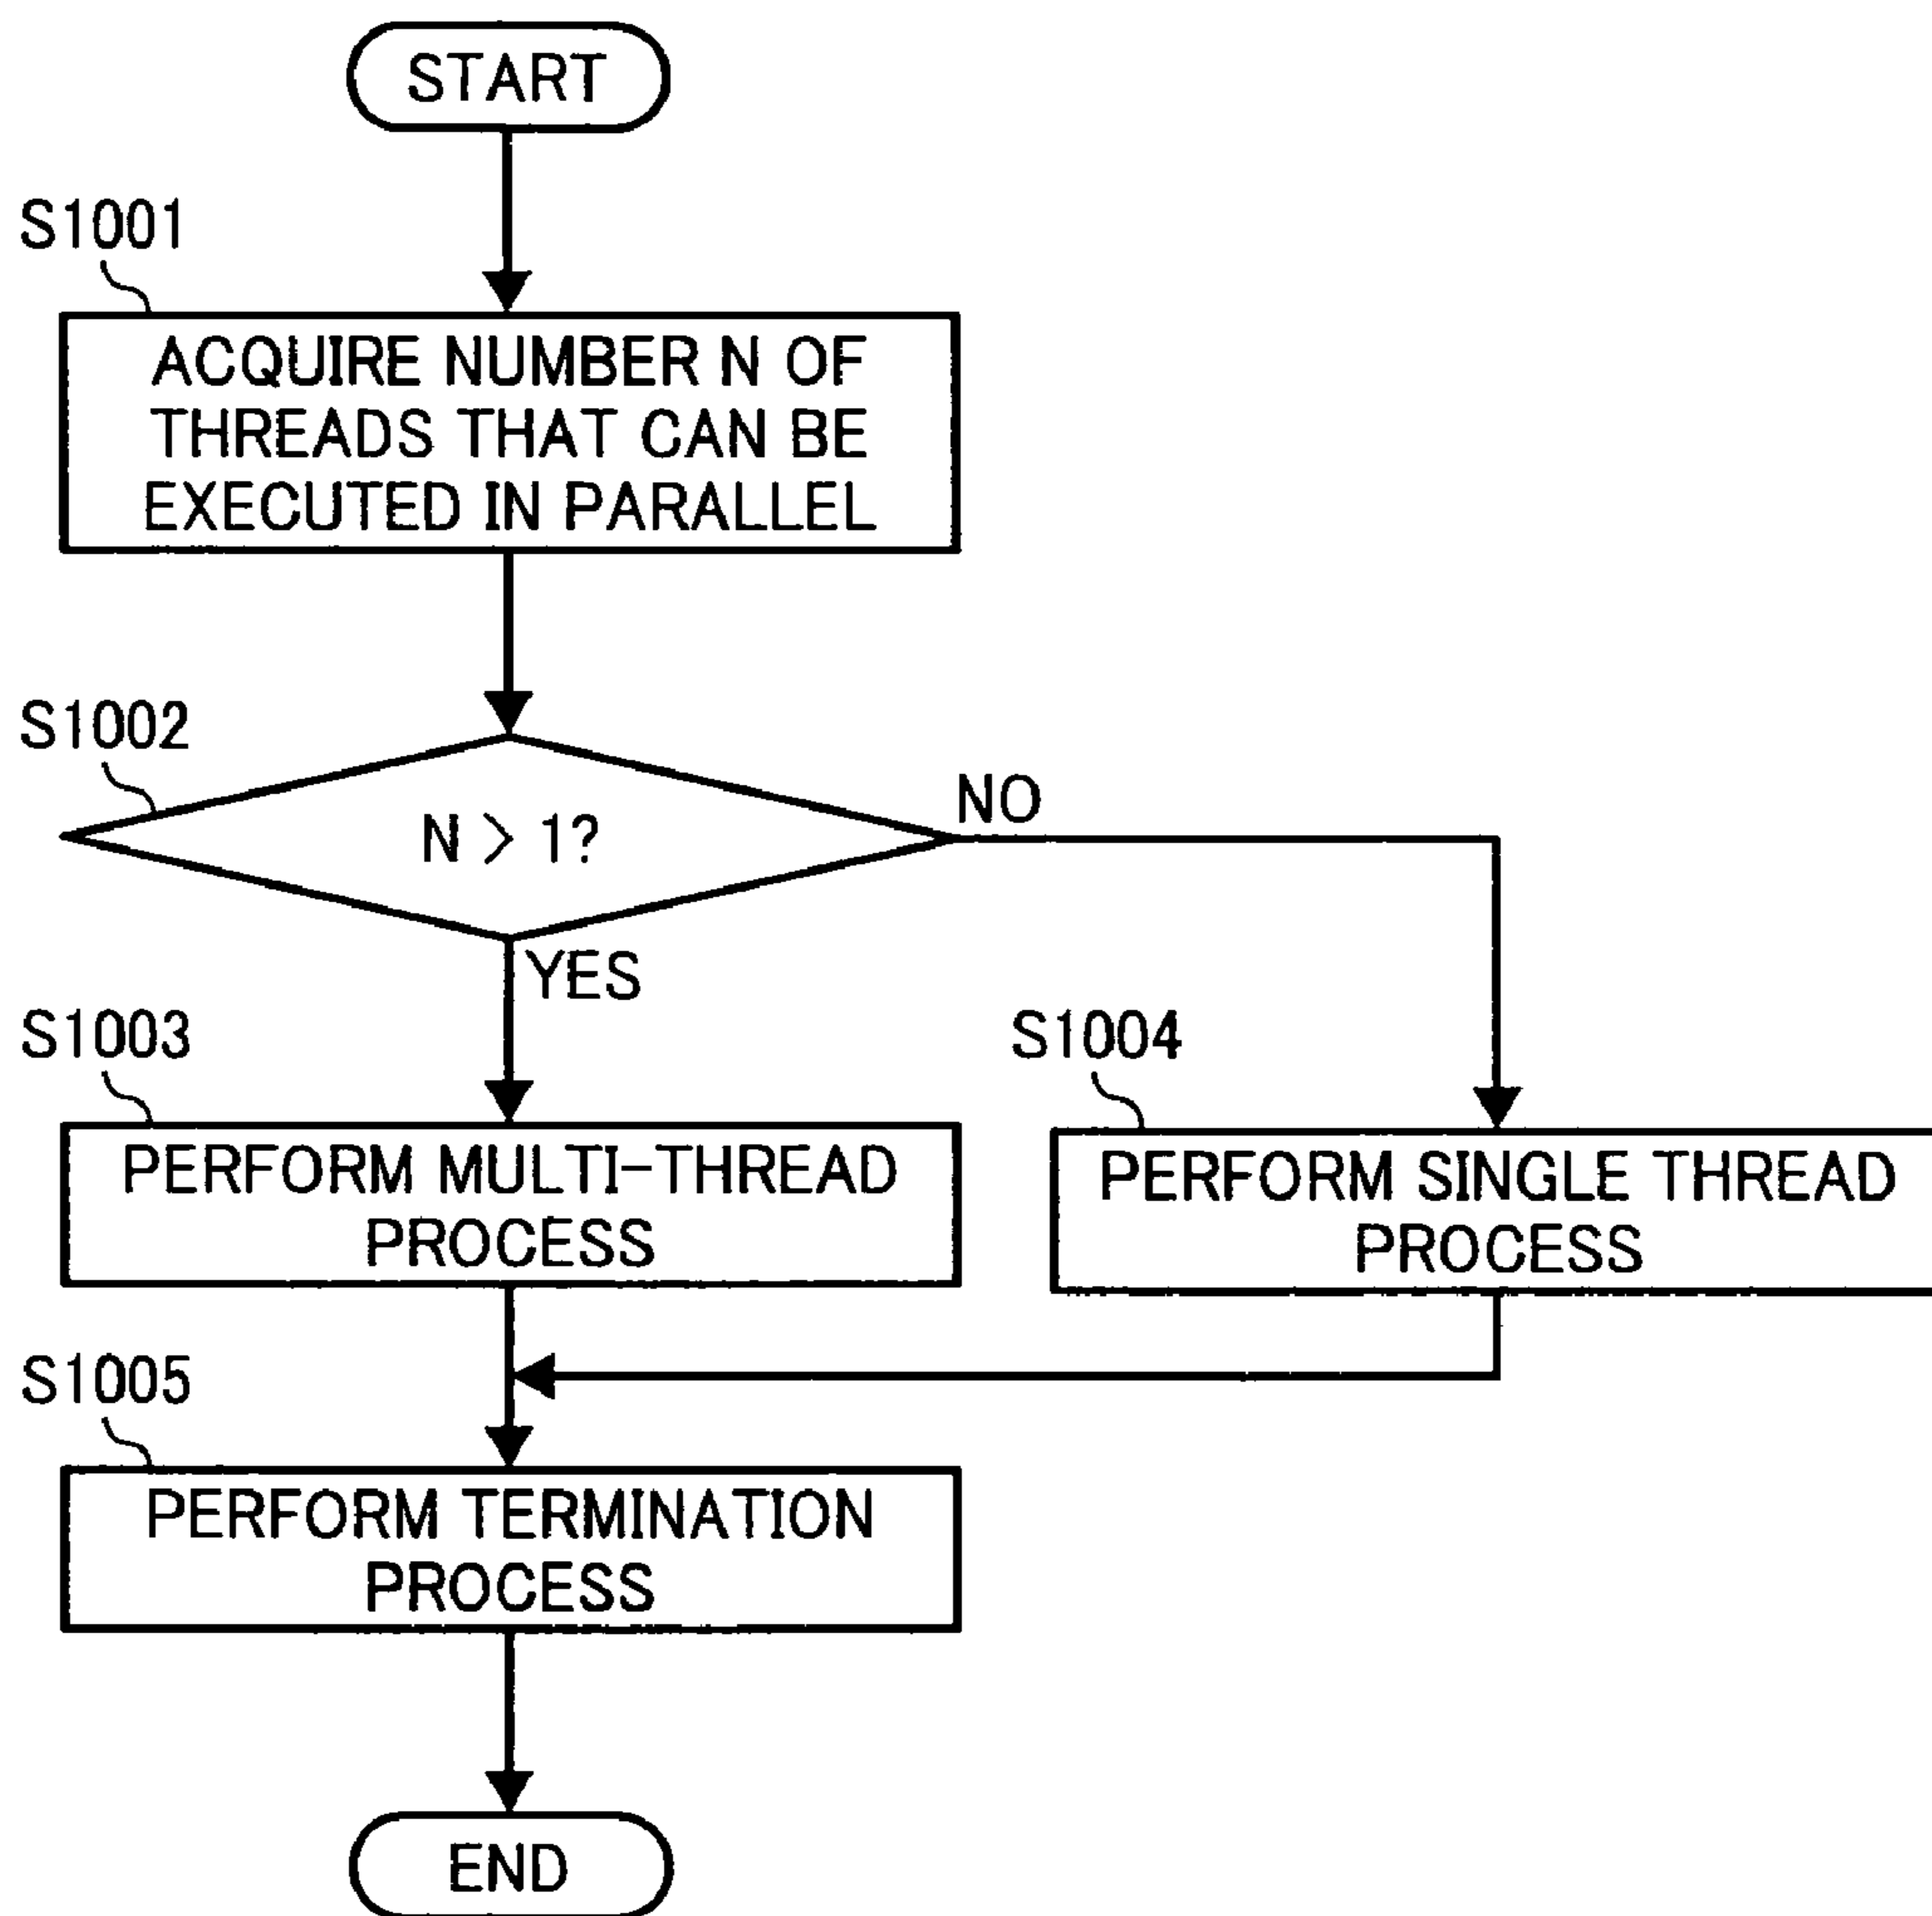 START
S1001
ACQUIRE NUMBER N OF
THREADS THAT CAN BE
EXECUTED IN PARALLEL
S1002
N > 1?
NO
YES
S1003
PERFORM MULTI-THREAD
PROCESS
S1004
PERFORM SINGLE THREAD
PROCESS
S1005
PERFORM TERMINATION
PROCESS
END